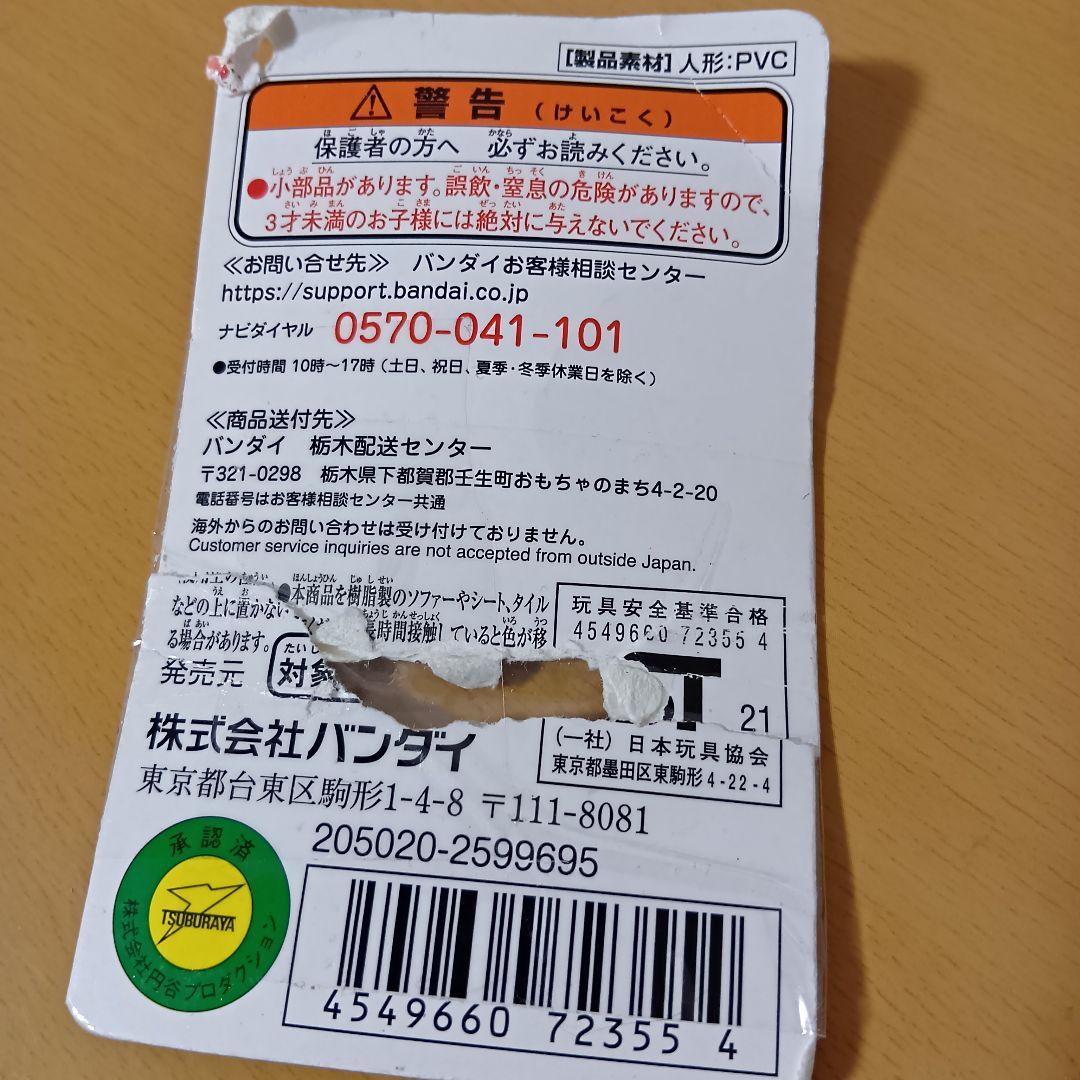 [製品素材]人形:PVC
警告(けいこく)
保護者の方へ 必ずお読みください。
●小部品があります。誤飲・窒息の危険がありますので、
3才未満のお子様には絶対に与えないでください。
≪お問い合せ先≫ バンダイお客様相談センター
https://support.bandai.co.jp
ナビダイヤル 0570-041-101
●受付時間 10時～17時(土日、祝日、夏季・冬季休業日を除く)
≪商品送付先≫
バンダイ 栃木配送センター
〒321-0298 栃木県下都賀郡壬生町おもちゃのまち4-2-20
電話番号はお客様相談センター共通
海外からのお問い合わせは受け付けておりません。
Customer service inquiries are not accepted from outside Japan.
●本商品を樹脂製のソファーやシート、タイル
などの上に置かない
長時間接触していると色が移
る場合があります。
発売元
対象
玩具安全基準合格
4549660 72355 4
ST
21
(一社)日本玩具協会
東京都墨田区東駒形4-22-4
株式会社バンダイ
東京都台東区駒形1-4-8 〒111-8081
205020-2599695
承認済
TSUBURAYA
株式会社円谷プロダクション
4549660 723554